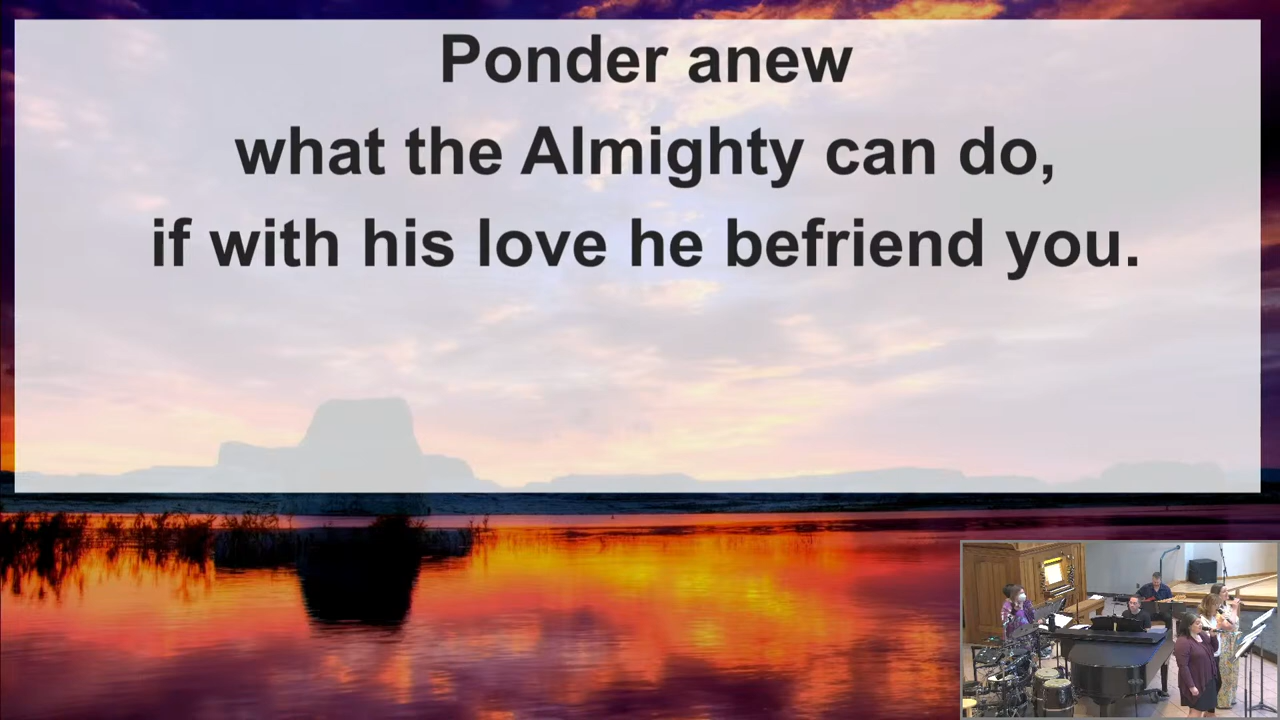 Ponder anew
what the Almighty can do,
if with his love he befriend you.